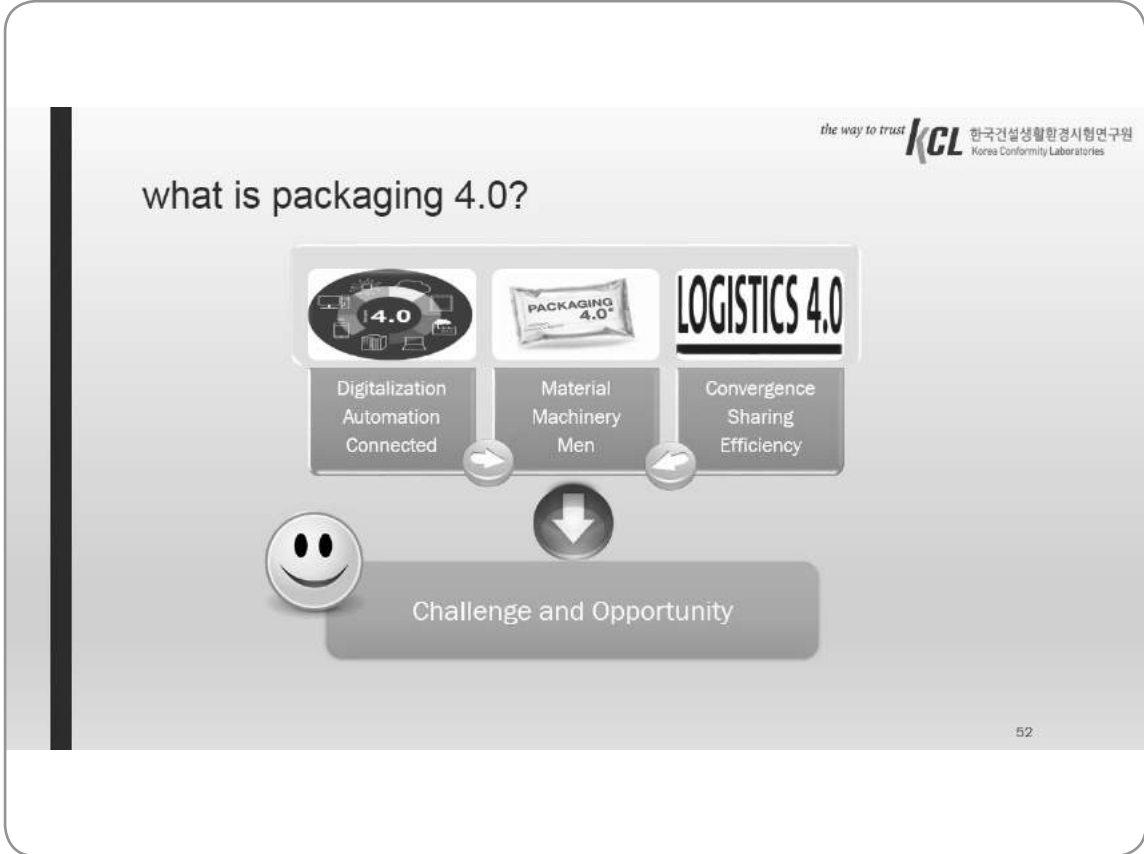 the way to trust KCL 한국건설생활환경시험연구원
Korea Conformity Laboratories
what is packaging 4.0?
4.0
PACKAGING
4.0
LOGISTICS 4.0
Digitalization
Automation
Connected
Material
Machinery
Men
Convergence
Sharing
Efficiency
Challenge and Opportunity
52